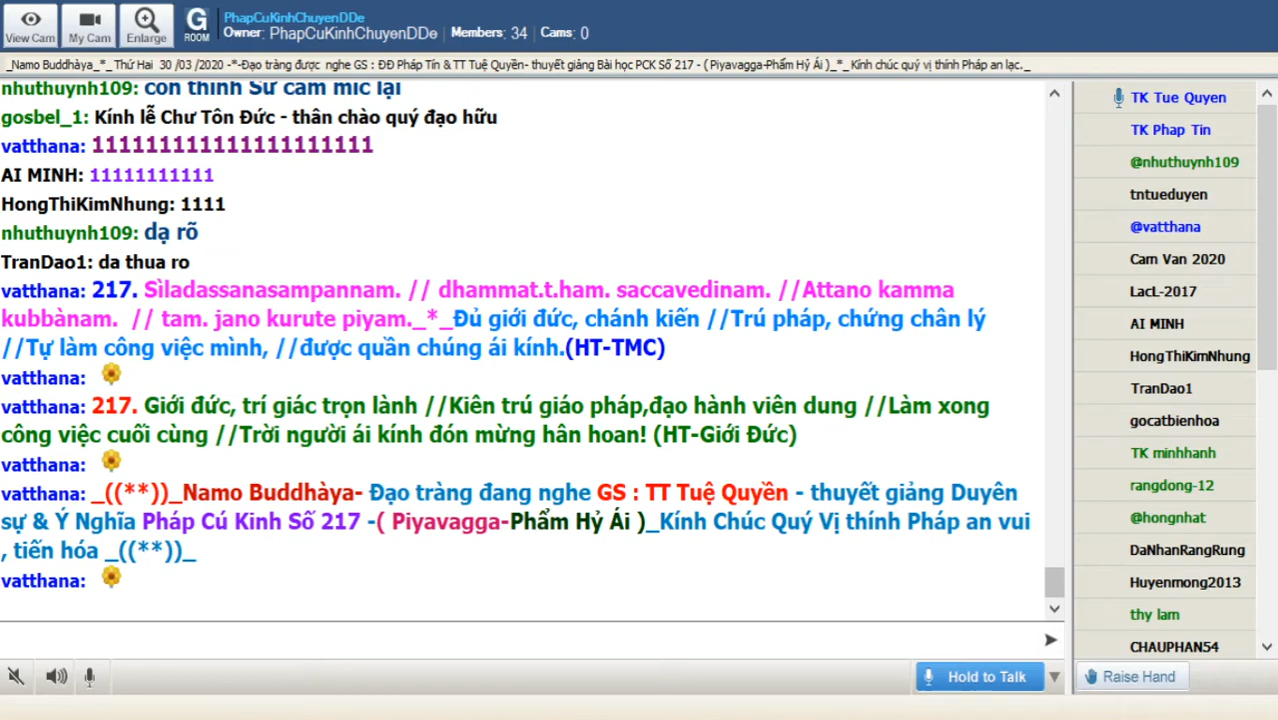 View Cam
My Cam
Enlarge
G
ROOM
PhapCuKinhChuyenDDe
Owner: PhapCuKinhChuyenDDe Members: 34 Cams: 0
_Namo Buddhàya_*_ Thứ Hai 30 /03 /2020 -*-Đạo tràng được nghe GS : ĐĐ Pháp Tín & TT Tuệ Quyền- thuyết giảng Bài học PCK Số 217 - ( Piyavagga-Phẩm Hỷ Ái )_*_ Kính chúc quý vị thính Pháp an lạc._
nhuthuynh109: con thỉnh Sư cầm mic lại
gosbel_1: Kính lễ Chư Tôn Đức - thân chào quý đạo hữu
vatthana: 111111111111111111111
AI MINH: 11111111111
HongThiKimNhung: 1111
nhuthuynh109: dạ rõ
TranDao1: da thua ro
vatthana: 217. Sìladassanasampannam. // dhammat.t.ham. saccavedinam. //Attano kamma
kubbànam. // tam. jano kurute piyam._*_Đủ giới đức, chánh kiến //Trú pháp, chứng chân lý
//Tự làm công việc mình, //được quần chúng ái kính.(HT-TMC)
vatthana:
vatthana: 217. Giới đức, trí giác trọn lành //Kiên trú giáo pháp,đạo hành viên dung //Làm xong
công việc cuối cùng //Trời người ái kính đón mừng hân hoan! (HT-Giới Đức)
vatthana:
vatthana: _((**))_Namo Buddhàya- Đạo tràng đang nghe GS : TT Tuệ Quyền - thuyết giảng Duyên
sự & Ý Nghĩa Pháp Cú Kinh Số 217 -( Piyavagga-Phẩm Hỷ Ái )_Kính Chúc Quý Vị thính Pháp an vui
, tiến hóa _((**))_
vatthana:
TK Tue Quyen
TK Phap Tin
@nhuthuynh109
tntueduyen
@vatthana
Cam Van 2020
LacL-2017
AI MINH
HongThiKimNhung
TranDao1
gocatbienhoa
TK minhhanh
rangdong-12
@hongnhat
DaNhanRangRung
Huyenmong2013
thy lam
CHAUPHAN54
Hold to Talk
Raise Hand